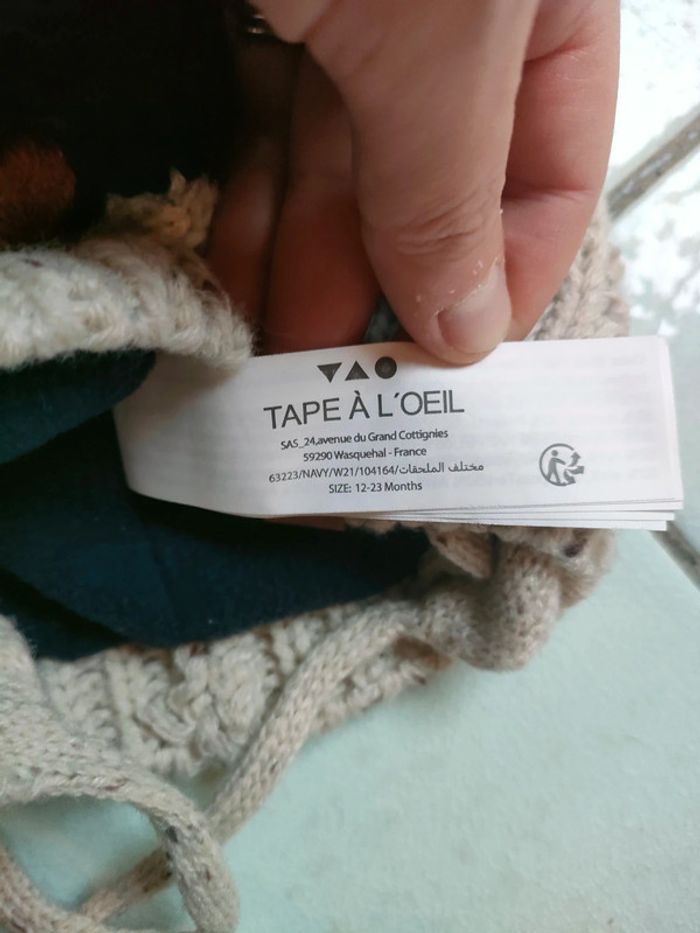 TAPE À L´OEIL
SAS_24,avenue du Grand Cottignies
59290 Wasquehal - France
63223/NAVY/W21/104164/مختلف الملحقات
SIZE: 12-23 Months